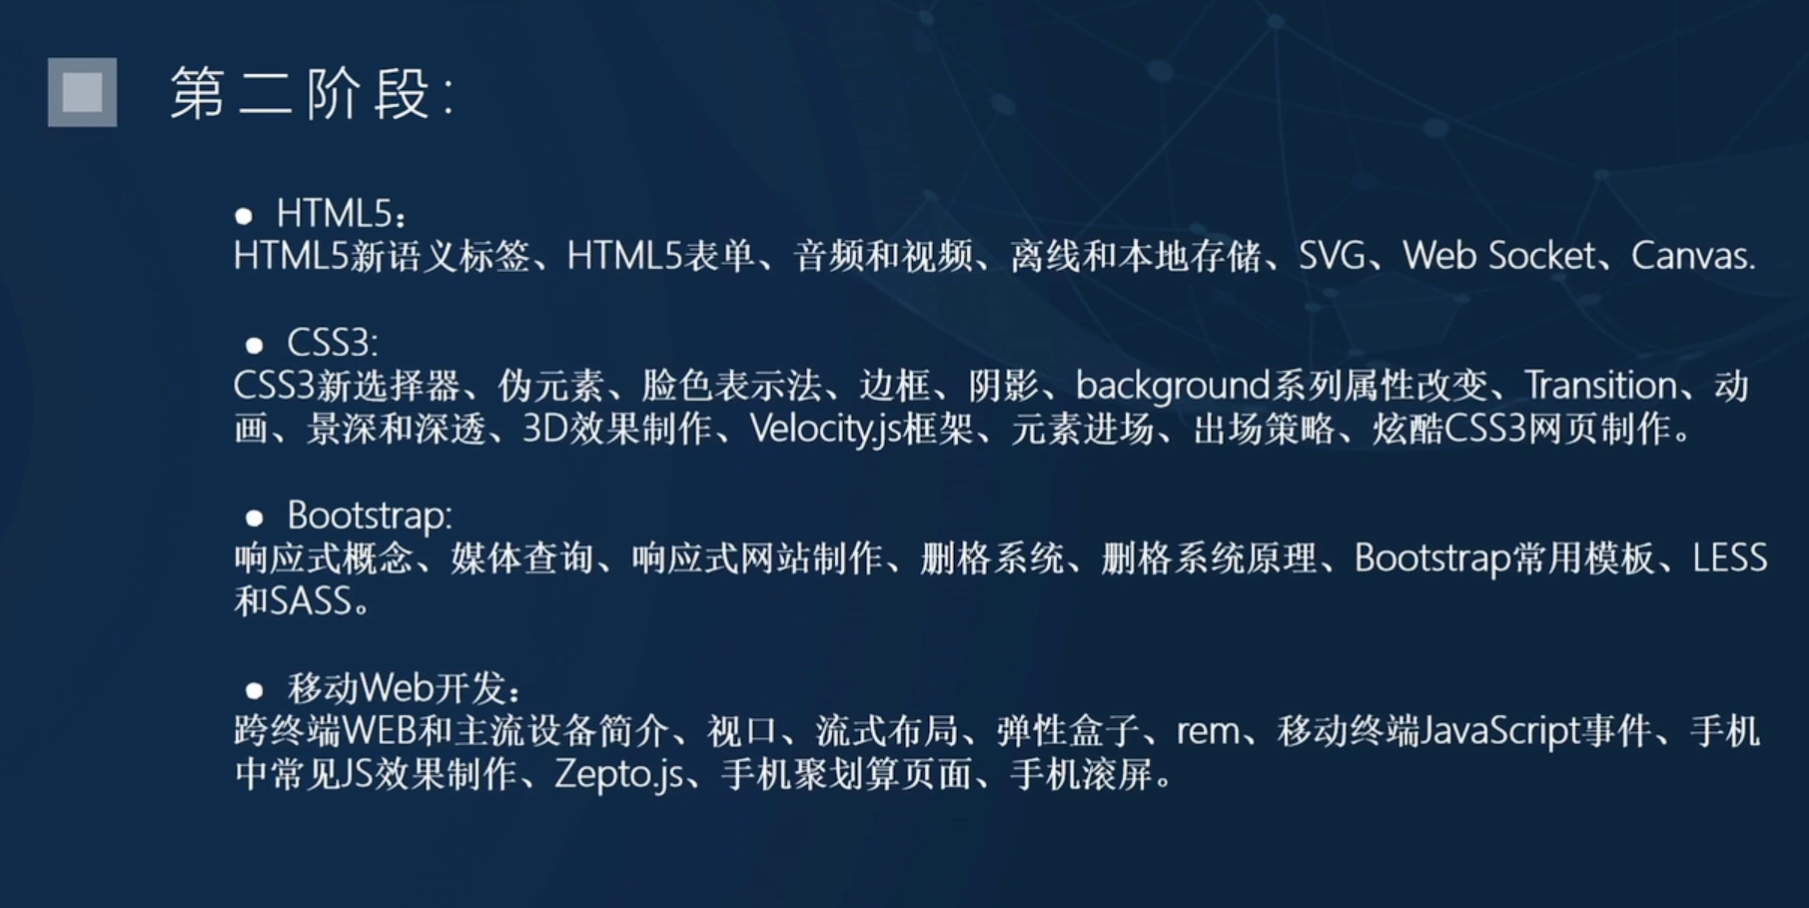 第二阶段:
● HTML5：
HTML5新语义标签、HTML5表单、音频和视频、离线和本地存储、SVG、Web Socket、Canvas.
● CSS3:
CSS3新选择器、伪元素、脸色表示法、边框、阴影、background系列属性改变、Transition、动
画、景深和深透、3D效果制作、Velocity.js框架、元素进场、出场策略、炫酷CSS3网页制作。
● Bootstrap:
响应式概念、媒体查询、响应式网站制作、删格系统、删格系统原理、Bootstrap常用模板、LESS
和SASS。
● 移动Web开发：
跨终端WEB和主流设备简介、视口、流式布局、弹性盒子、rem、移动终端JavaScript事件、手机
中常见JS效果制作、Zepto.js、手机聚划算页面、手机滚屏。